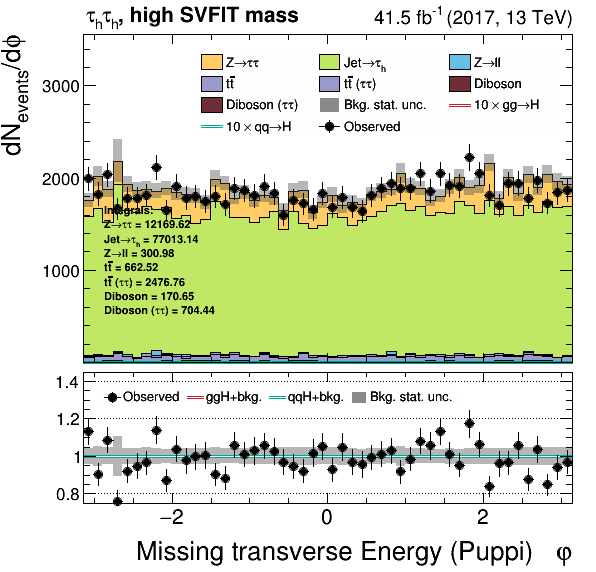 τhτh, high SVFIT mass 41.5 fb⁻¹ (2017, 13 TeV)
dNevents/dϕ
Z→ττ Jet→τh Z→ll
tt̄ tt̄ (ττ) Diboson
Diboson (ττ) Bkg. stat. unc. 10 × gg→H
10 × qq→H Observed
3000
2000
1000
Integrals:
Z→ττ = 12169.62
Jet→τh = 77013.14
Z→ll = 300.98
tt̄ = 662.52
tt̄ (ττ) = 2476.76
Diboson = 170.65
Diboson (ττ) = 704.44
Observed ggH+bkg. qqH+bkg. Bkg. stat. unc.
1.4
1.2
1
0.8
−2 0 2
Missing transverse Energy (Puppi) φ